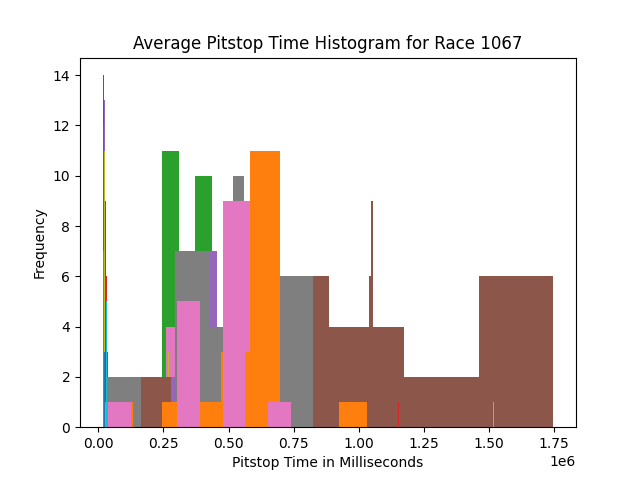 Average Pitstop Time Histogram for Race 1067
14
12
10
8
6
4
2
0
Frequency
0.00 0.25 0.50 0.75 1.00 1.25 1.50 1.75
1e6
Pitstop Time in Milliseconds